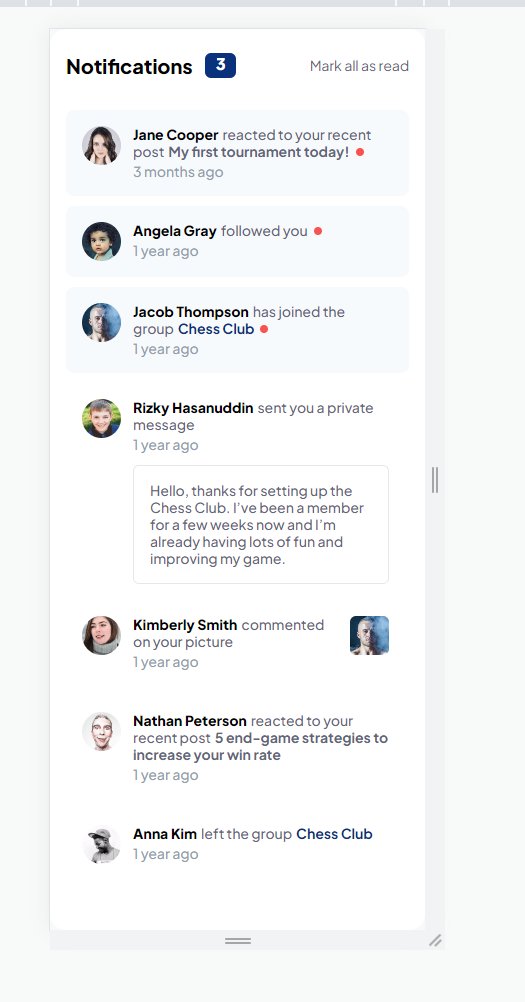 Notifications 3 Mark all as read
Jane Cooper reacted to your recent
post My first tournament today!
3 months ago
Angela Gray followed you
1 year ago
Jacob Thompson has joined the
group Chess Club
1 year ago
Rizky Hasanuddin sent you a private
message
1 year ago
Hello, thanks for setting up the
Chess Club. I’ve been a member
for a few weeks now and I’m
already having lots of fun and
improving my game.
Kimberly Smith commented
on your picture
1 year ago
Nathan Peterson reacted to your
recent post 5 end-game strategies to
increase your win rate
1 year ago
Anna Kim left the group Chess Club
1 year ago